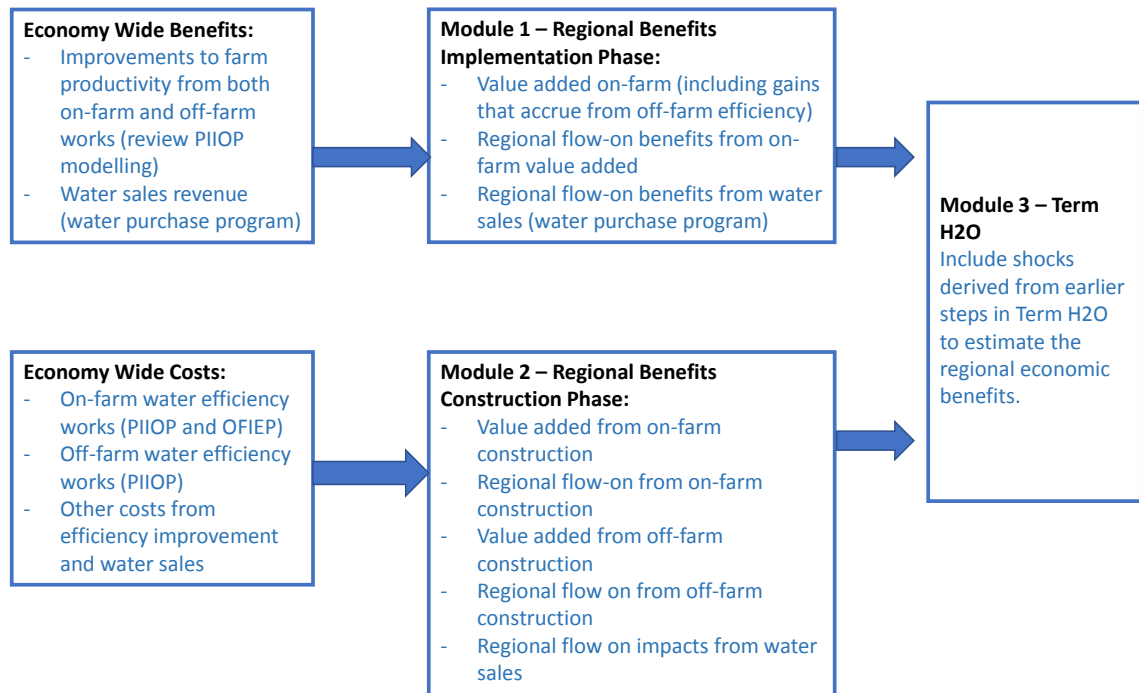 Economy Wide Benefits:
- Improvements to farm
productivity from both
on-farm and off-farm
works (review PIIOP
modelling)
- Water sales revenue
(water purchase program)
Module 1 – Regional Benefits
Implementation Phase:
- Value added on-farm (including gains
that accrue from off-farm efficiency)
- Regional flow-on benefits from on-
farm value added
- Regional flow-on benefits from water
sales (water purchase program)
Economy Wide Costs:
- On-farm water efficiency
works (PIIOP and OFIEP)
- Off-farm water efficiency
works (PIIOP)
- Other costs from
efficiency improvement
and water sales
Module 2 – Regional Benefits
Construction Phase:
- Value added from on-farm
construction
- Regional flow-on from on-farm
construction
- Value added from off-farm
construction
- Regional flow on from off-farm
construction
- Regional flow on impacts from water
sales
Module 3 – Term
H2O
Include shocks
derived from earlier
steps in Term H2O
to estimate the
regional economic
benefits.